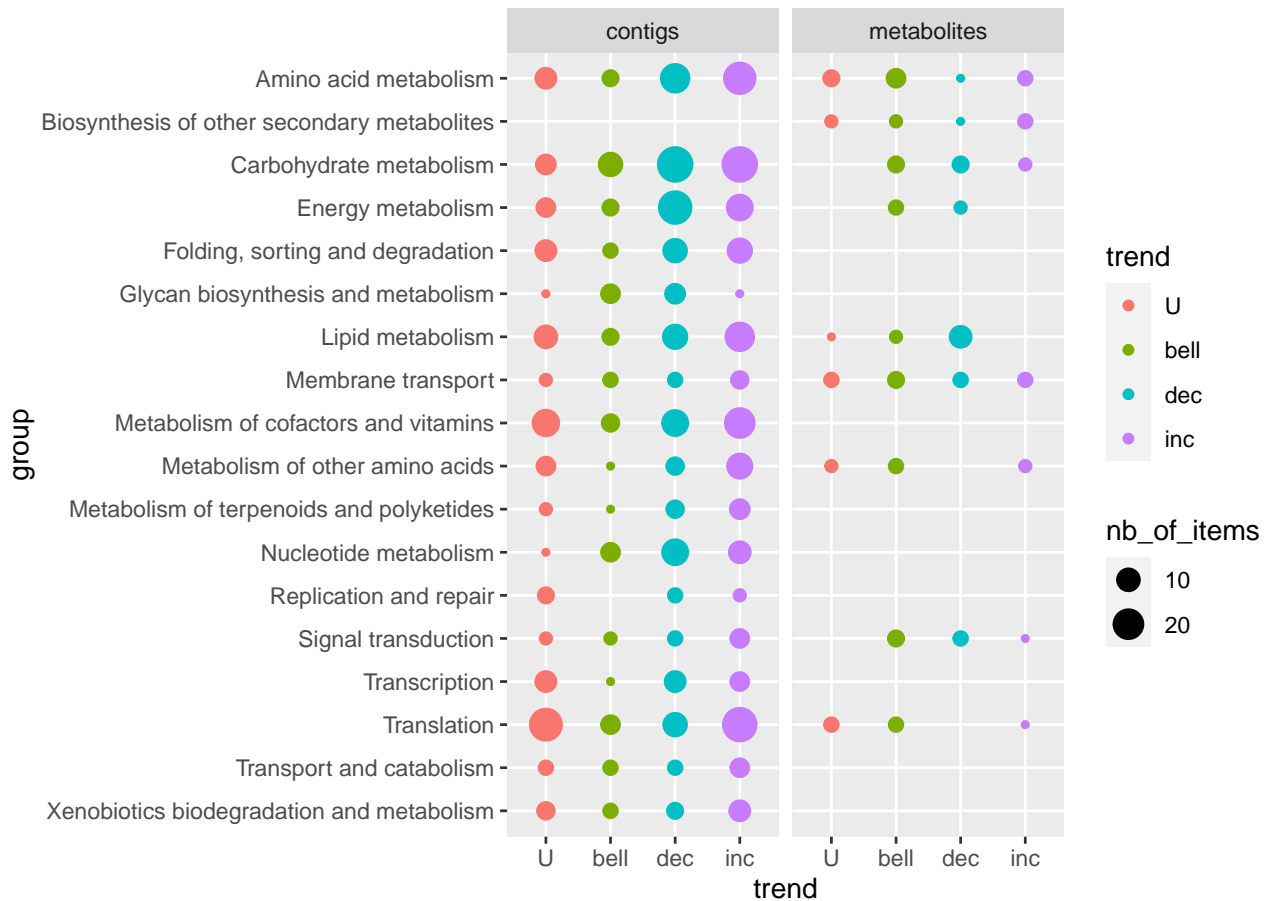 contigs
metabolites
Amino acid metabolism
Biosynthesis of other secondary metabolites
Carbohydrate metabolism
Energy metabolism
Folding, sorting and degradation
Glycan biosynthesis and metabolism
Lipid metabolism
Membrane transport
Metabolism of cofactors and vitamins
Metabolism of other amino acids
Metabolism of terpenoids and polyketides
Nucleotide metabolism
Replication and repair
Signal transduction
Transcription
Translation
Transport and catabolism
Xenobiotics biodegradation and metabolism
group
U bell dec inc
U bell dec inc
trend
trend
U
bell
dec
inc
nb_of_items
10
20